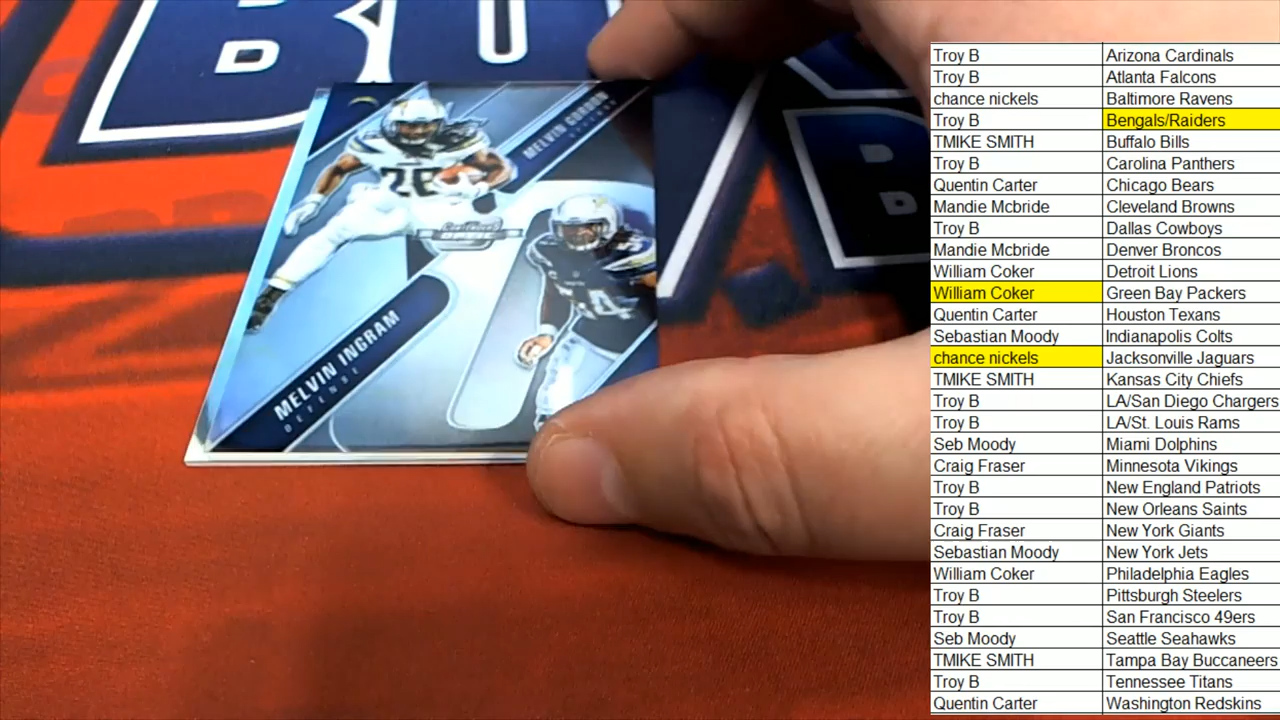 MELVIN GORDON
OFFENSE
28
CONTENDERS
54
MELVIN INGRAM
DEFENSE
Troy B Arizona Cardinals
Troy B Atlanta Falcons
chance nickels Baltimore Ravens
Troy B Bengals/Raiders
TMIKE SMITH Buffalo Bills
Troy B Carolina Panthers
Quentin Carter Chicago Bears
Mandie Mcbride Cleveland Browns
Troy B Dallas Cowboys
Mandie Mcbride Denver Broncos
William Coker Detroit Lions
William Coker Green Bay Packers
Quentin Carter Houston Texans
Sebastian Moody Indianapolis Colts
chance nickels Jacksonville Jaguars
TMIKE SMITH Kansas City Chiefs
Troy B LA/San Diego Chargers
Troy B LA/St. Louis Rams
Seb Moody Miami Dolphins
Craig Fraser Minnesota Vikings
Troy B New England Patriots
Troy B New Orleans Saints
Craig Fraser New York Giants
Sebastian Moody New York Jets
William Coker Philadelphia Eagles
Troy B Pittsburgh Steelers
Troy B San Francisco 49ers
Seb Moody Seattle Seahawks
TMIKE SMITH Tampa Bay Buccaneers
Troy B Tennessee Titans
Quentin Carter Washington Redskins